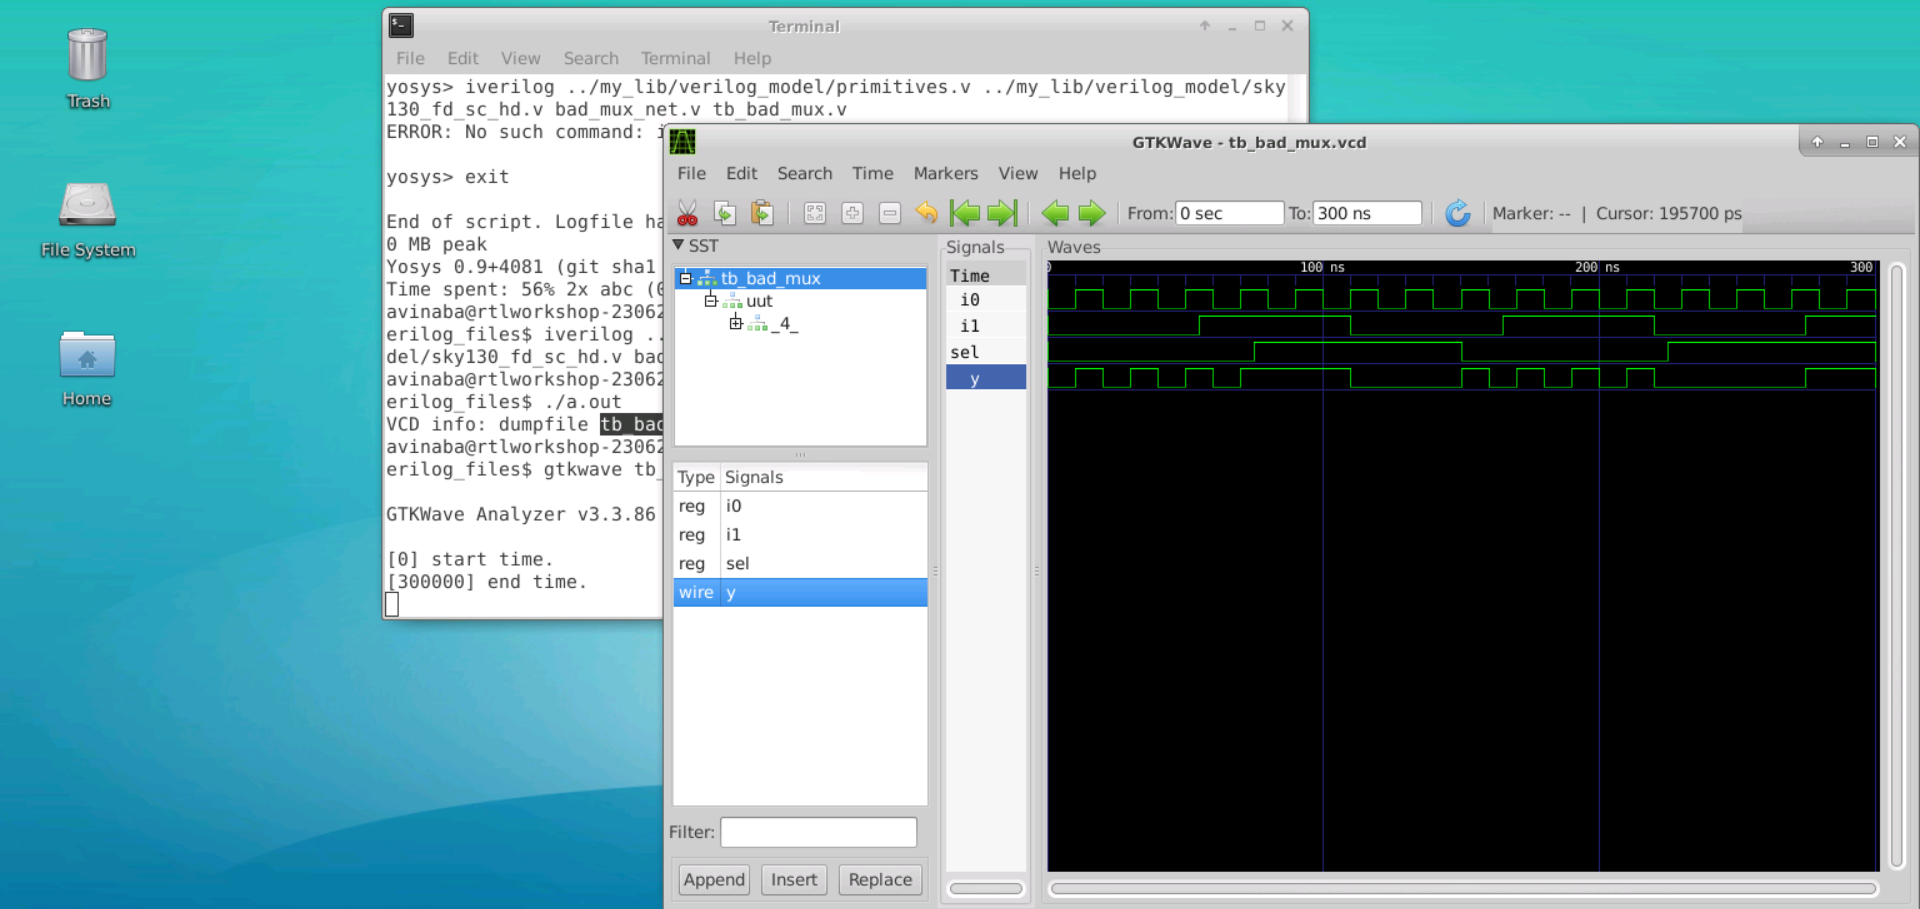 Trash
File System
Home
Terminal
File Edit View Search Terminal Help
yosys> iverilog ../my_lib/verilog_model/primitives.v ../my_lib/verilog_model/sky
130_fd_sc_hd.v bad_mux_net.v tb_bad_mux.v
ERROR: No such command: i
yosys> exit
End of script. Logfile ha
0 MB peak
Yosys 0.9+4081 (git sha1
Time spent: 56% 2x abc (0
avinaba@rtlworkshop-23062
erilog_files$ iverilog ..
del/sky130_fd_sc_hd.v bad
avinaba@rtlworkshop-23062
erilog_files$ ./a.out
VCD info: dumpfile tb_bad
avinaba@rtlworkshop-23062
erilog_files$ gtkwave tb_
GTKWave Analyzer v3.3.86
[0] start time.
[300000] end time.
GTKWave - tb_bad_mux.vcd
File Edit Search Time Markers View Help
From: 0 sec To: 300 ns Marker: -- | Cursor: 195700 ps
SST
tb_bad_mux
uut
_4_
Type Signals
reg i0
reg i1
reg sel
wire y
Filter:
Append Insert Replace
Signals
Time
i0
i1
sel
y
Waves
0 100 ns 200 ns 300